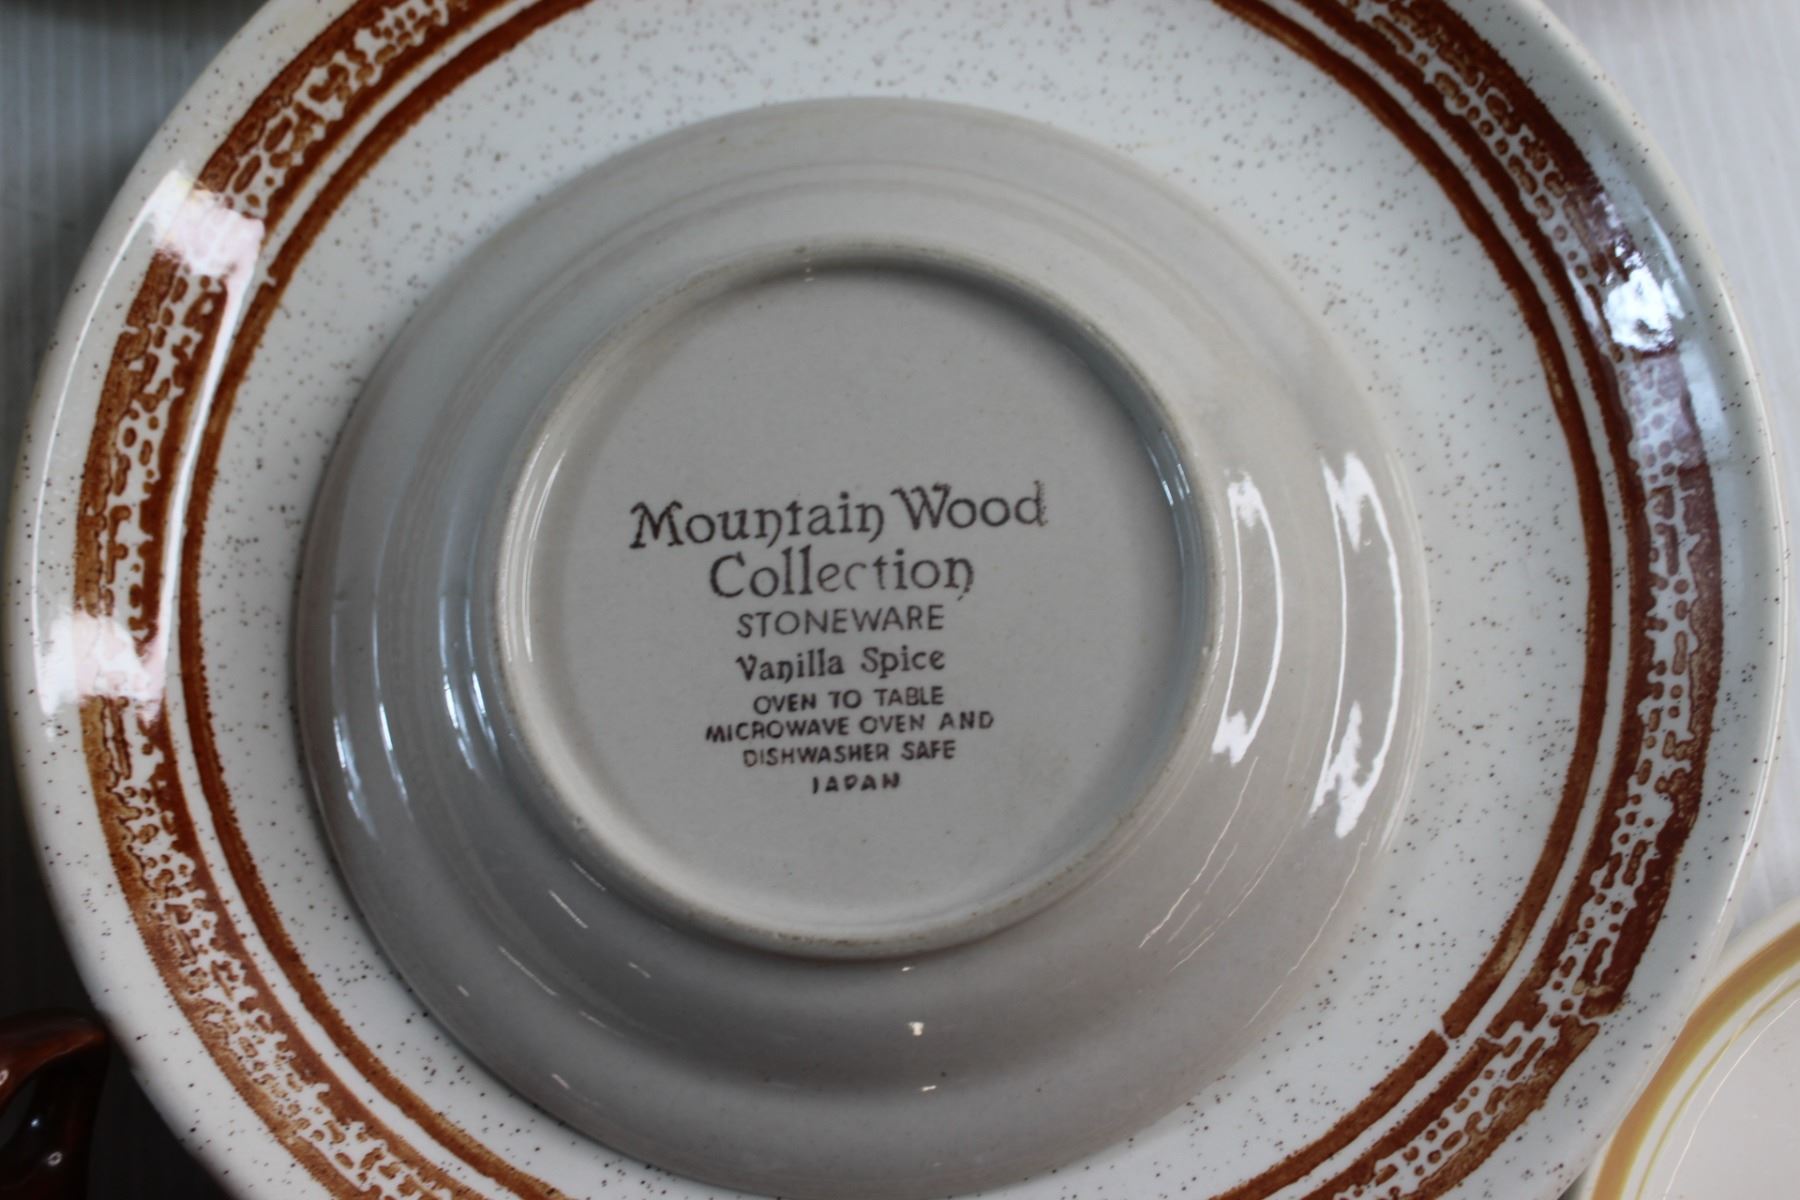 Mountain Wood
Collection
STONEWARE
Vanilla Spice
OVEN TO TABLE
MICROWAVE OVEN AND
DISHWASHER SAFE
JAPAN